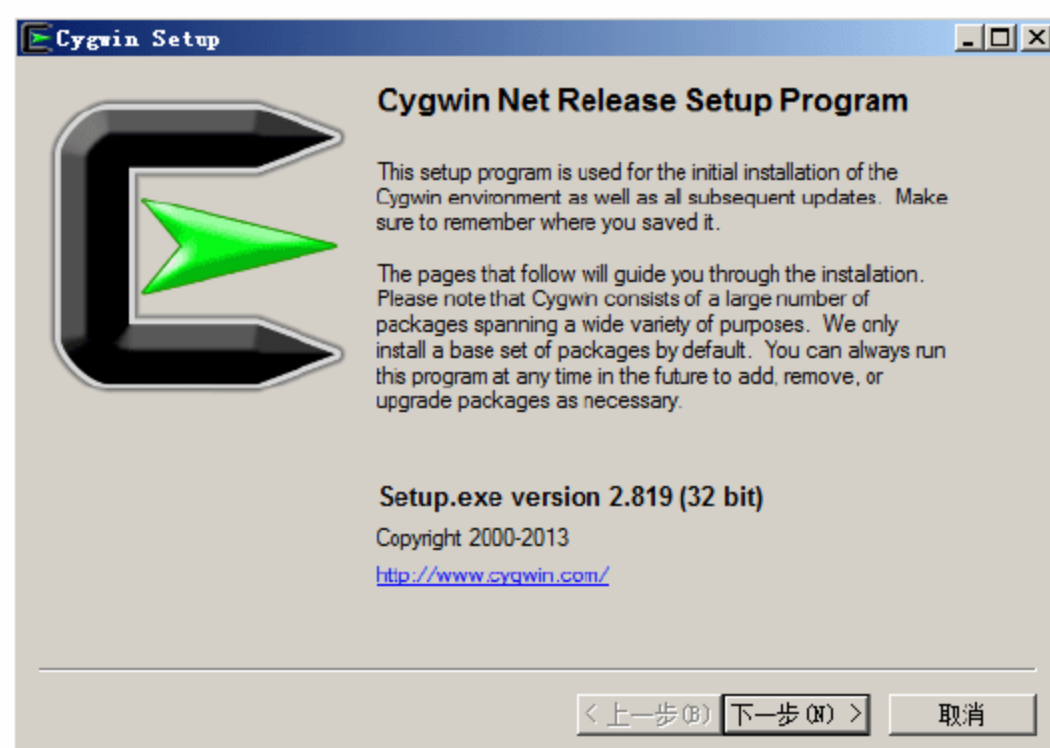 Cygwin Setup
Cygwin Net Release Setup Program
This setup program is used for the initial installation of the
Cygwin environment as well as all subsequent updates. Make
sure to remember where you saved it.
The pages that follow will guide you through the installation.
Please note that Cygwin consists of a large number of
packages spanning a wide variety of purposes. We only
install a base set of packages by default. You can always run
this program at any time in the future to add, remove, or
upgrade packages as necessary.
Setup.exe version 2.819 (32 bit)
Copyright 2000-2013
http://www.cygwin.com/
< 上一步(B) 下一步(N) > 取消